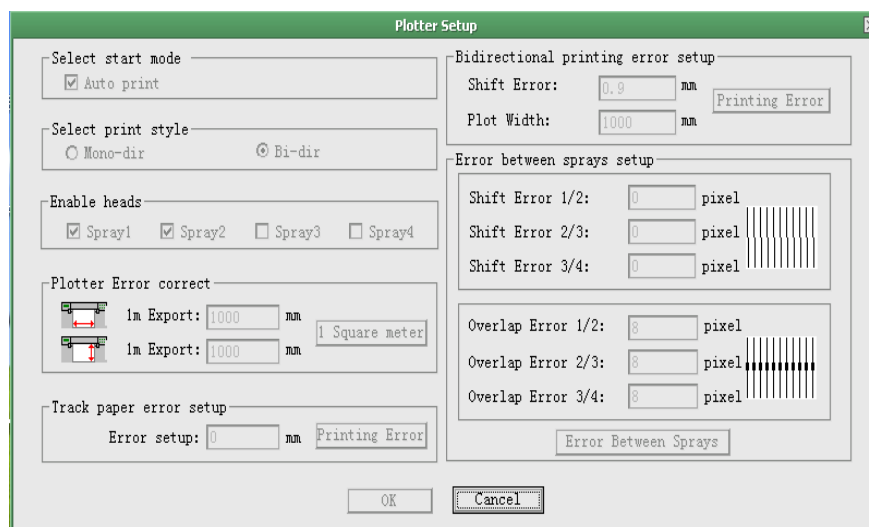 Plotter Setup
Select start mode
Auto print
Select print style
Mono-dir Bi-dir
Enable heads
Spray1 Spray2 Spray3 Spray4
Plotter Error correct
1m Export: 1000 mm
1 Square meter
1m Export: 1000 mm
Track paper error setup
Error setup: 0 mm Printing Error
Bidirectional printing error setup
Shift Error: 0.9 mm
Printing Error
Plot Width: 1000 mm
Error between sprays setup
Shift Error 1/2: 0 pixel
Shift Error 2/3: 0 pixel
Shift Error 3/4: 0 pixel
Overlap Error 1/2: 8 pixel
Overlap Error 2/3: 8 pixel
Overlap Error 3/4: 8 pixel
Error Between Sprays
OK Cancel